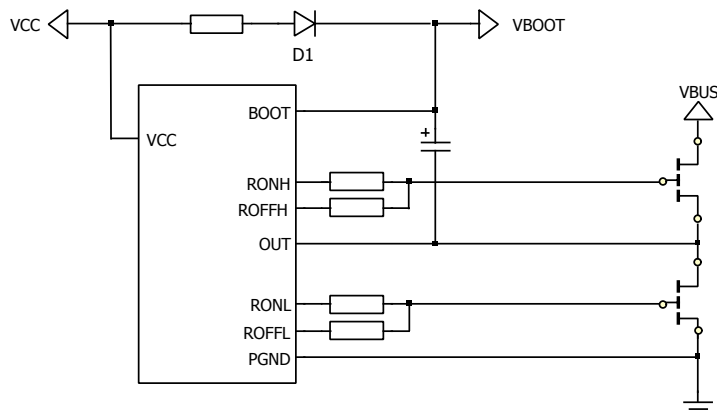 VCC
VBOOT
D1
VBUS
BOOT
VCC
RONH
ROFFH
OUT
RONL
ROFFL
PGND
+